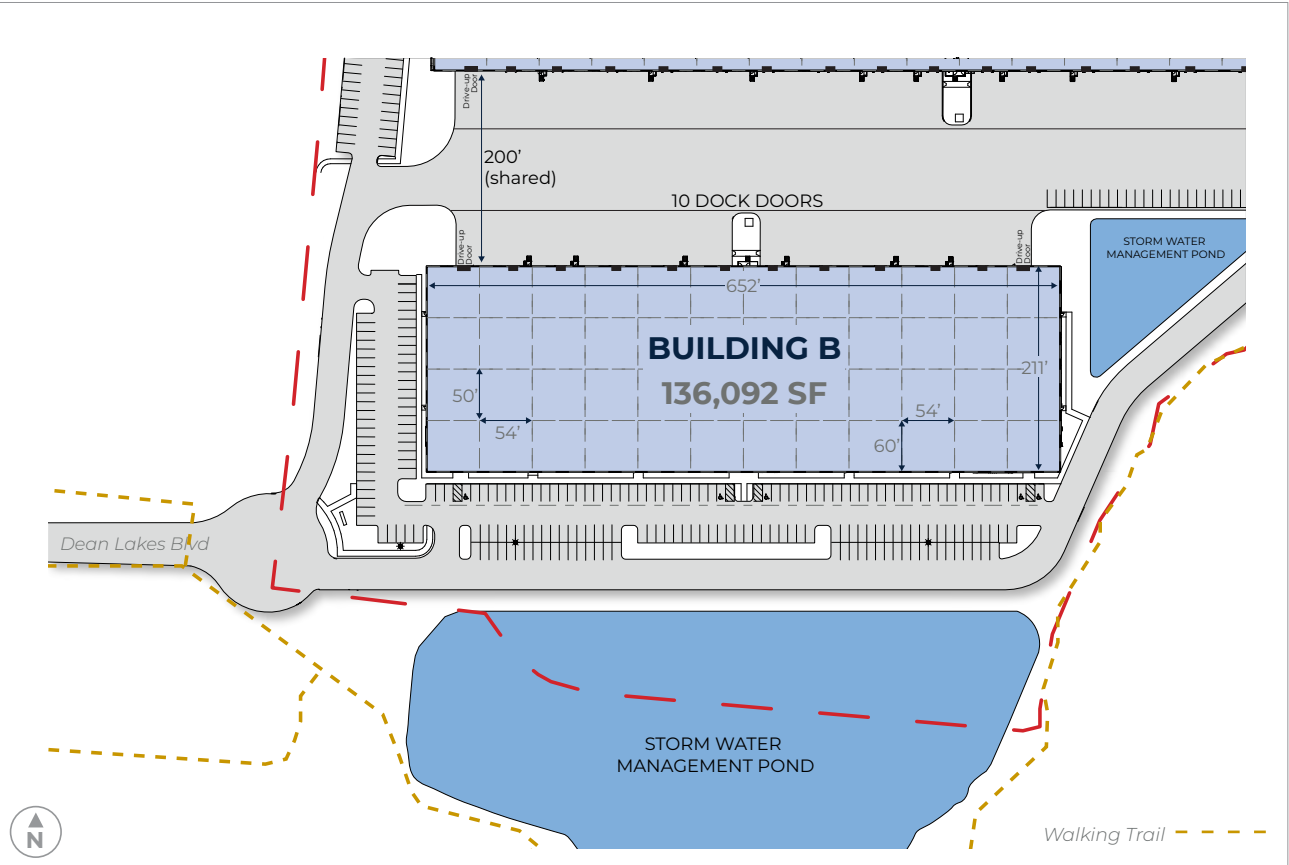 Drive-up
Door
200’
(shared)
10 DOCK DOORS
Drive-up
Door
Drive-up
Door
STORM WATER
MANAGEMENT POND
652’
BUILDING B
136,092 SF
211’
50’
54’
54’
60’
Dean Lakes Blvd
STORM WATER
MANAGEMENT POND
N
Walking Trail